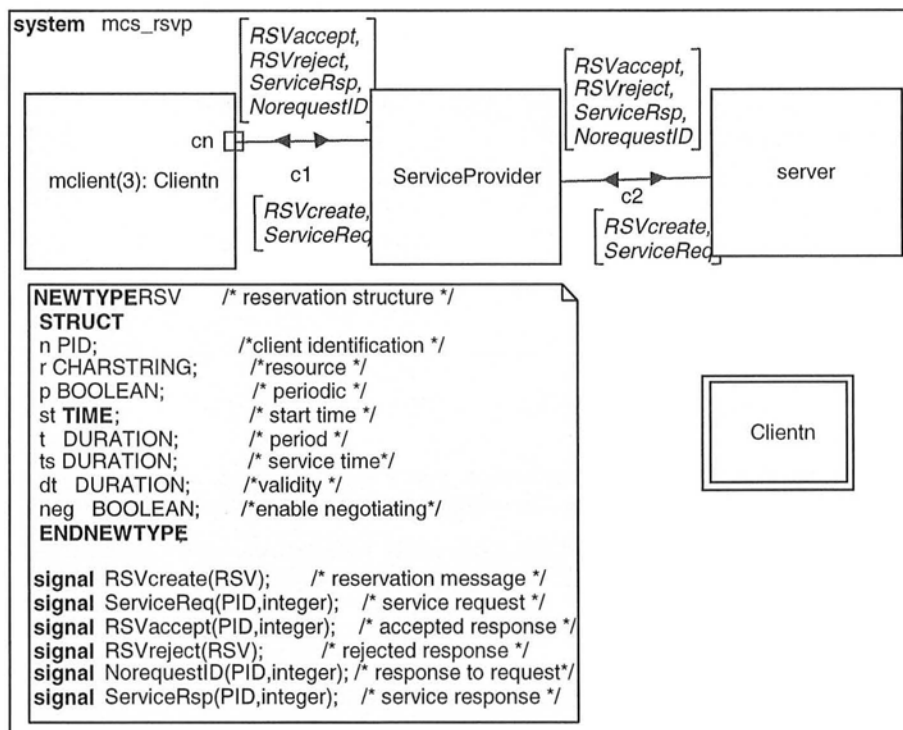 system mcs_rsvp
RSVaccept,
RSVreject,
ServiceRsp,
NorequestID
cn
mclient(3): Clientn
c1
RSVcreate,
ServiceReq
ServiceProvider
RSVaccept,
RSVreject,
ServiceRsp,
NorequestID
c2
RSVcreate,
ServiceReq
server
NEWTYPERSV /* reservation structure */
STRUCT
n PID; /*client identification */
r CHARSTRING; /*resource */
p BOOLEAN; /* periodic */
st TIME; /* start time */
t DURATION; /* period */
ts DURATION; /* service time*/
dt DURATION; /*validity */
neg BOOLEAN; /*enable negotiating*/
ENDNEWTYPE;
signal RSVcreate(RSV); /* reservation message */
signal ServiceReq(PID,integer); /* service request */
signal RSVaccept(PID,integer); /* accepted response */
signal RSVreject(RSV); /* rejected response */
signal NorequestID(PID,integer); /* response to request*/
signal ServiceRsp(PID,integer); /* service response */
Clientn